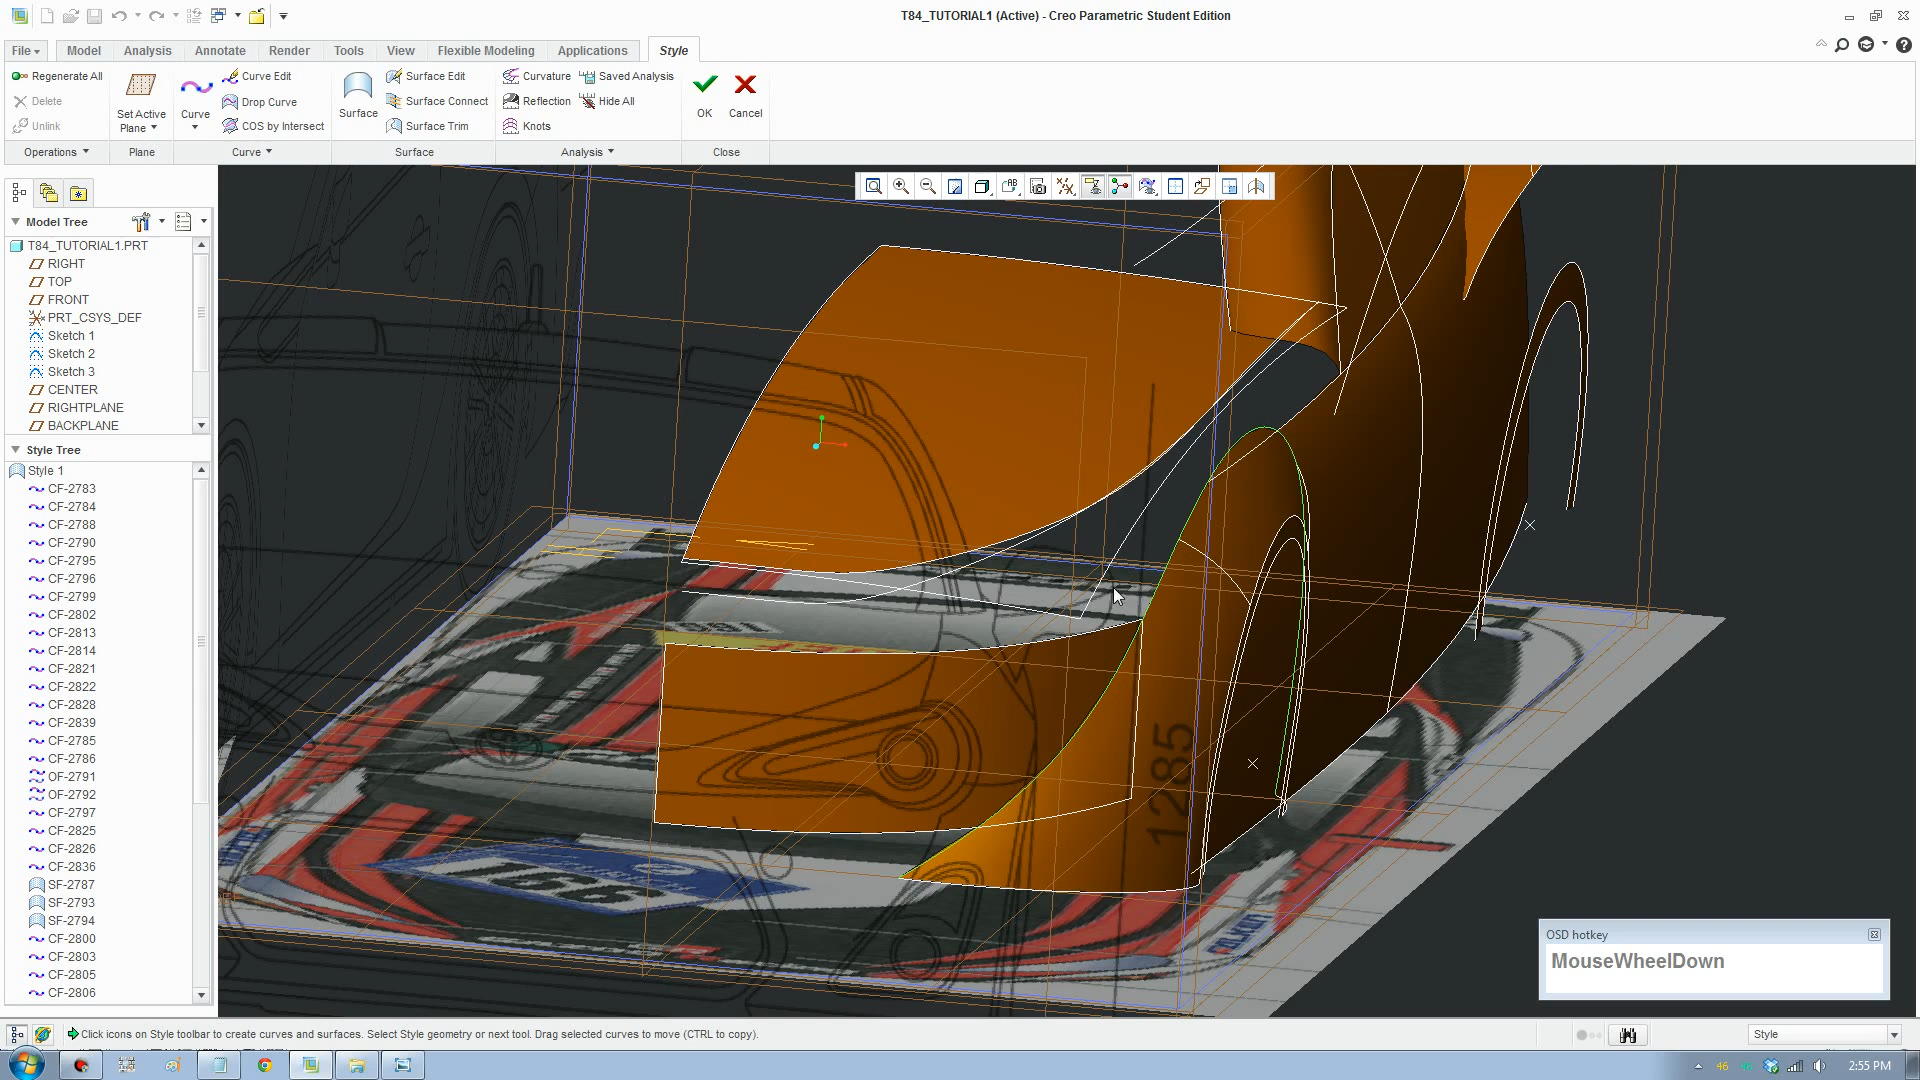 T84_TUTORIAL1 (Active) - Creo Parametric Student Edition
File
Model
Analysis
Annotate
Render
Tools
View
Flexible Modeling
Applications
Style
Regenerate All
Delete
Unlink
Set Active
Plane
Curve
Curve Edit
Drop Curve
COS by Intersect
Surface
Surface Edit
Surface Connect
Surface Trim
Curvature
Reflection
Knots
Saved Analysis
Hide All
OK
Cancel
Operations
Plane
Curve
Surface
Analysis
Close
Model Tree
T84_TUTORIAL1.PRT
RIGHT
TOP
FRONT
PRT_CSYS_DEF
Sketch 1
Sketch 2
Sketch 3
CENTER
RIGHTPLANE
BACKPLANE
Style Tree
Style 1
CF-2783
CF-2784
CF-2788
CF-2790
CF-2795
CF-2796
CF-2799
CF-2802
CF-2813
CF-2814
CF-2821
CF-2822
CF-2828
CF-2839
CF-2785
CF-2786
OF-2791
OF-2792
CF-2797
CF-2825
CF-2826
CF-2836
SF-2787
SF-2793
SF-2794
CF-2800
CF-2803
CF-2805
CF-2806
1285
OSD hotkey
MouseWheelDown
Click icons on Style toolbar to create curves and surfaces. Select Style geometry or next tool. Drag selected curves to move (CTRL to copy).
Style
46
2:55 PM